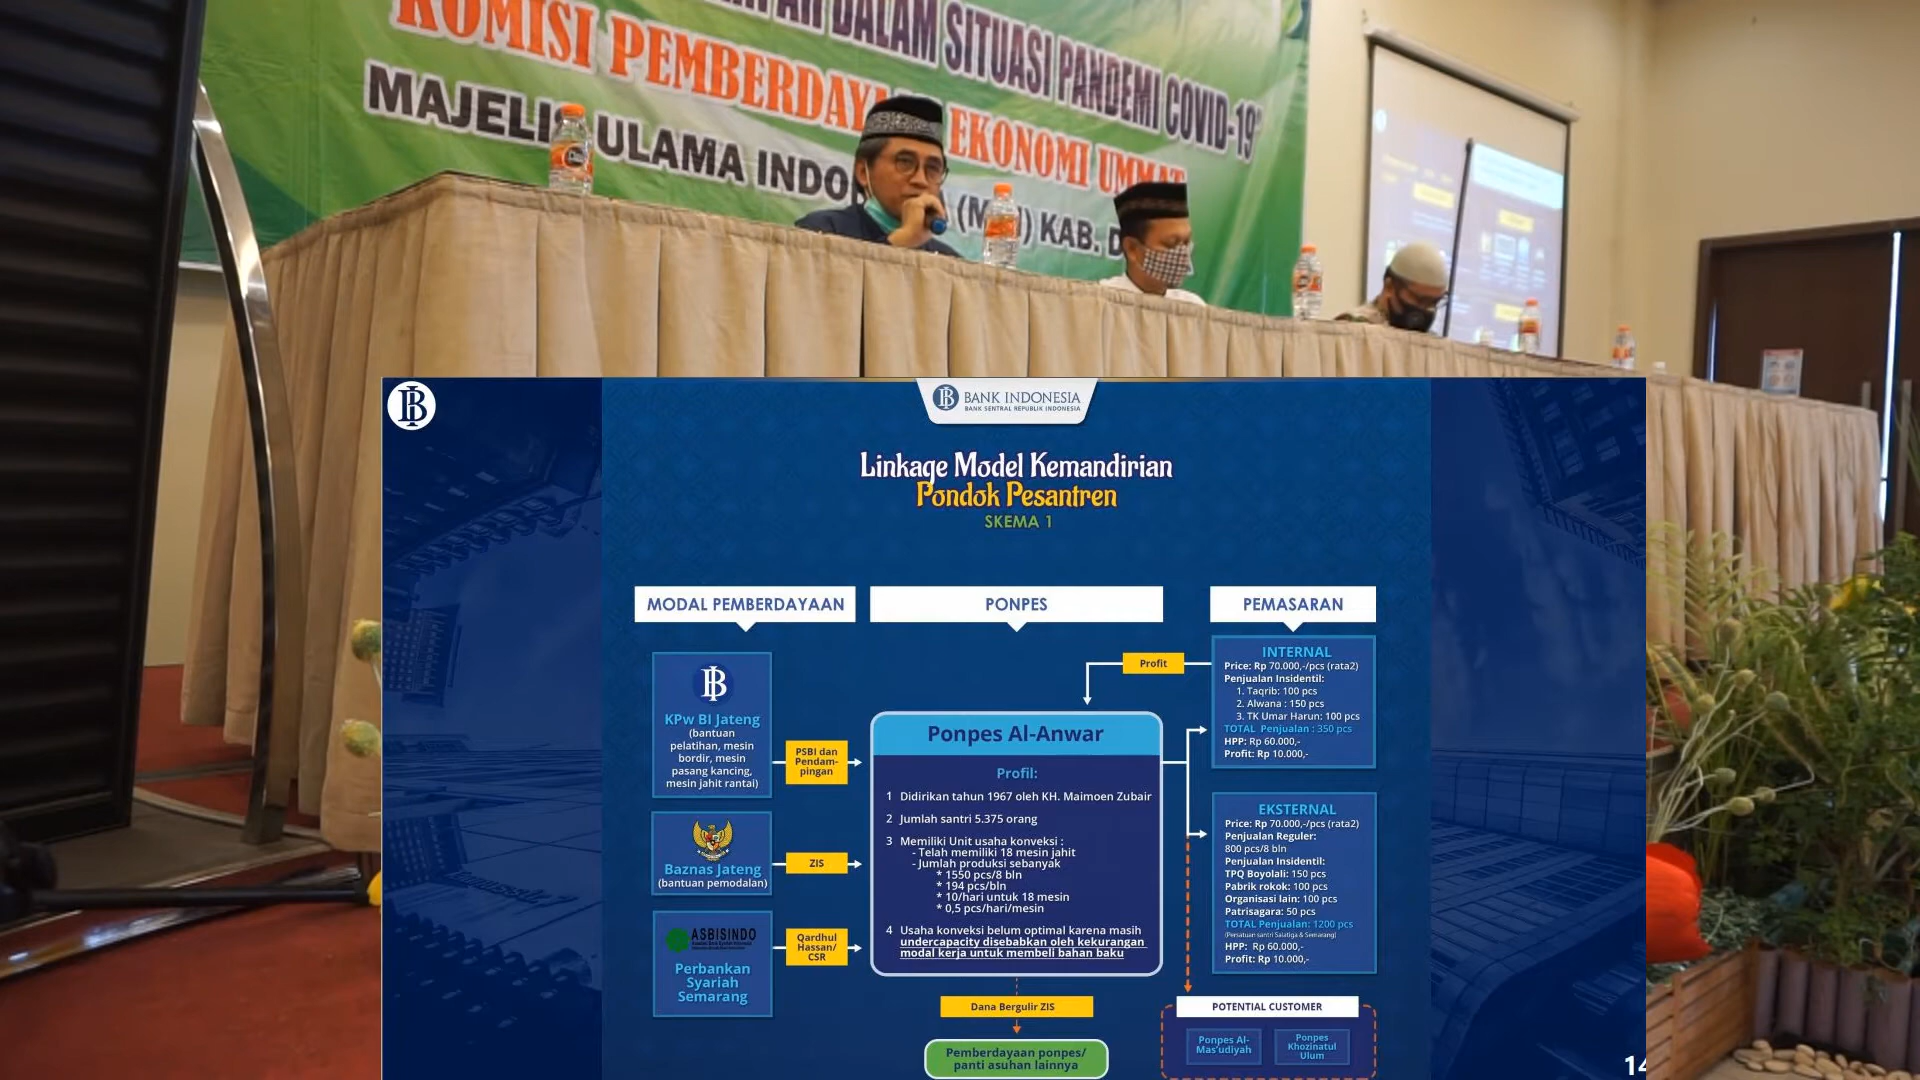 DALAM SITUASI PANDEMI COVID-19"
KOMISI PEMBERDAYA EKONOMI UMMAT
MAJELIS ULAMA INDO KAB. D
BANK INDONESIA
BANK SENTRAL REPUBLIK INDONESIA
Linkage Model Kemandirian
Pondok Pesantren
SKEMA 1
MODAL PEMBERDAYAAN
PONPES
PEMASARAN
KPw BI Jateng
(bantuan
pelatihan, mesin
bordir, mesin
pasang kancing,
mesin jahit rantai)
PSBI dan
Pendam-
pingan
Baznas Jateng
(bantuan pemodalan)
ZIS
ASBISINDO
Perbankan
Syariah
Semarang
Qardhul
Hassan/
CSR
Profit
Ponpes Al-Anwar
Profil:
1 Didirikan tahun 1967 oleh KH. Maimoen Zubair
2 Jumlah santri 5.375 orang
3 Memiliki Unit usaha konveksi :
- Telah memiliki 18 mesin jahit
- Jumlah produksi sebanyak
* 1550 pcs/8 bln
* 194 pcs/bln
* 10/hari untuk 18 mesin
* 0,5 pcs/hari/mesin
4 Usaha konveksi belum optimal karena masih
undercapacity disebabkan oleh kekurangan
modal kerja untuk membeli bahan baku
Dana Bergulir ZIS
Pemberdayaan ponpes/
panti asuhan lainnya
INTERNAL
Price: Rp 70.000,-/pcs (rata2)
Penjualan Insidentil:
1. Taqrib: 100 pcs
2. Alwana : 150 pcs
3. TK Umar Harun: 100 pcs
TOTAL Penjualan : 350 pcs
HPP: Rp 60.000,-
Profit: Rp 10.000,-
EKSTERNAL
Price: Rp 70.000,-/pcs (rata2)
Penjualan Reguler:
800 pcs/8 bln
Penjualan Insidentil:
TPQ Boyolali: 150 pcs
Pabrik rokok: 100 pcs
Organisasi lain: 100 pcs
Patrisagara: 50 pcs
TOTAL Penjualan: 1200 pcs
(Persatuan santri Salatiga & Semarang)
HPP: Rp 60.000,-
Profit: Rp 10.000,-
POTENTIAL CUSTOMER
Ponpes Al-
Mas'udiyah
Ponpes
Khozinatul
Ulum
14